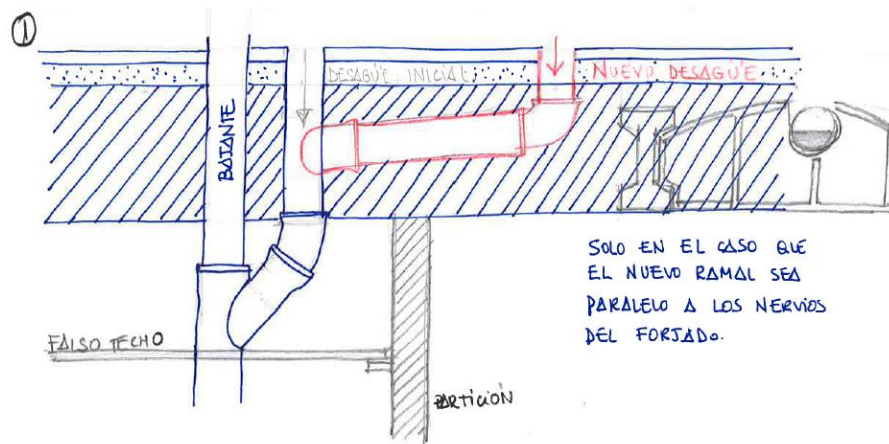 1
DESAGÜE INICIAL
NUEVO DESAGÜE
BAJANTE
SOLO EN EL CASO QUE
EL NUEVO RAMAL SEA
PARALELO A LOS NERVIOS
DEL FORJADO.
FALSO TECHO
PARTICIÓN